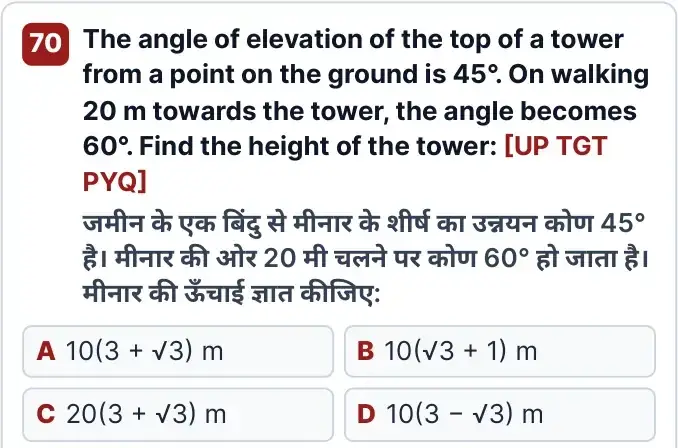 70 The angle of elevation of the top of a tower
from a point on the ground is 45°. On walking
20 m towards the tower, the angle becomes
60°. Find the height of the tower: [UP TGT
PYQ]
जमीन के एक बिंदु से मीनार के शीर्ष का उन्नयन कोण 45°
है। मीनार की ओर 20 मी चलने पर कोण 60° हो जाता है।
मीनार की ऊँचाई ज्ञात कीजिए:
A 10(3 + √3) m
B 10(√3 + 1) m
C 20(3 + √3) m
D 10(3 − √3) m